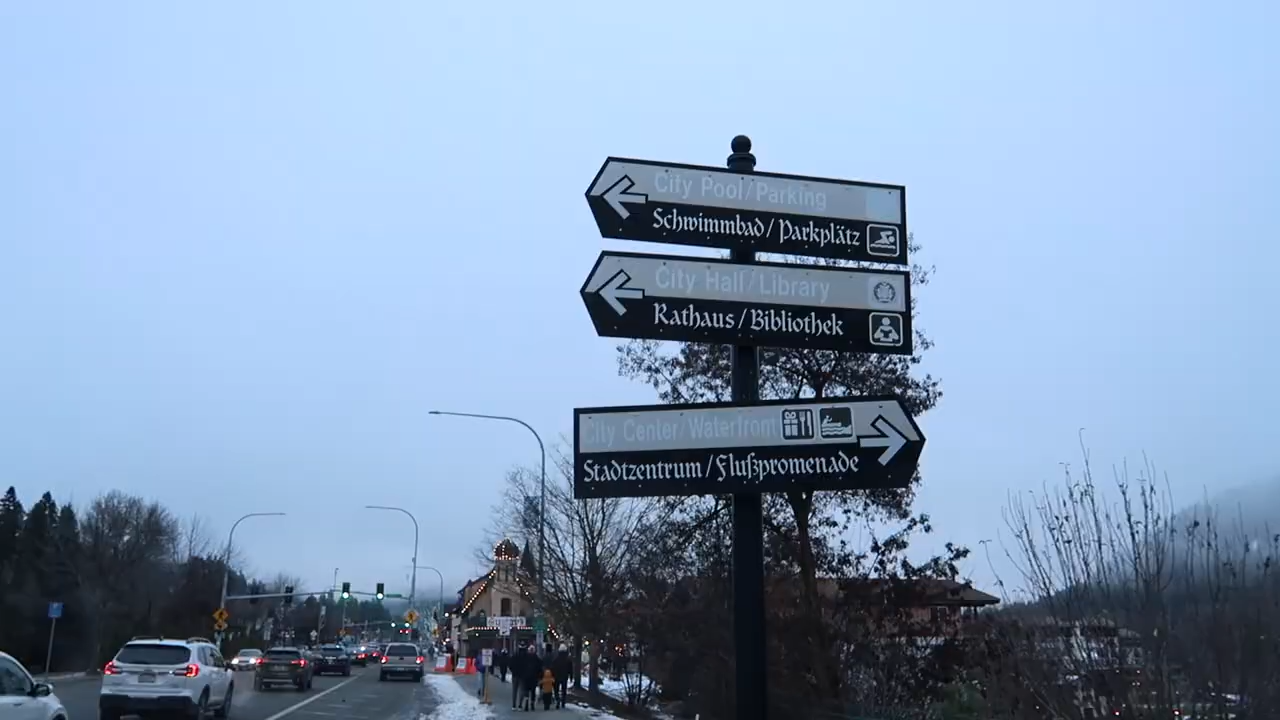 City Pool/Parking
Schwimmbad/Parkplätz
City Hall/Library
Rathaus/Bibliothek
City Center/Waterfront
Stadtzentrum/Flußpromenade